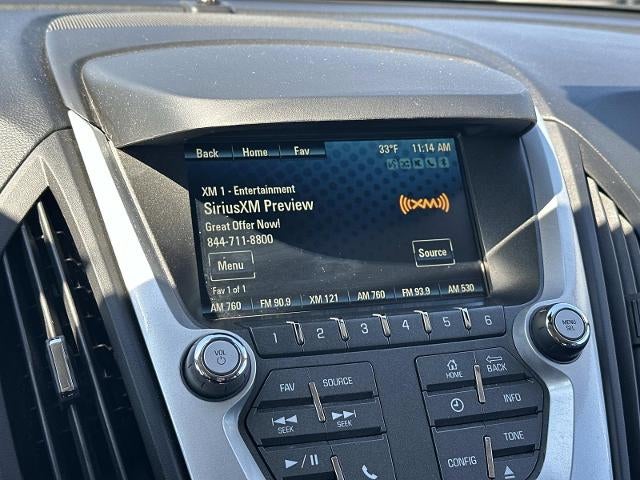 Back Home Fav 33°F 11:14 AM
XM 1 - Entertainment
SiriusXM Preview
((XM))
Great Offer Now!
844-711-8800
Menu
Source
Fav 1 of 1
AM 760 FM 90.9 XM 121 AM 760 FM 93.9 AM 530
1 2 3 4 5 6
VOL
MENU
SEL
FAV SOURCE
HOME BACK
SEEK SEEK
INFO
CONFIG TONE